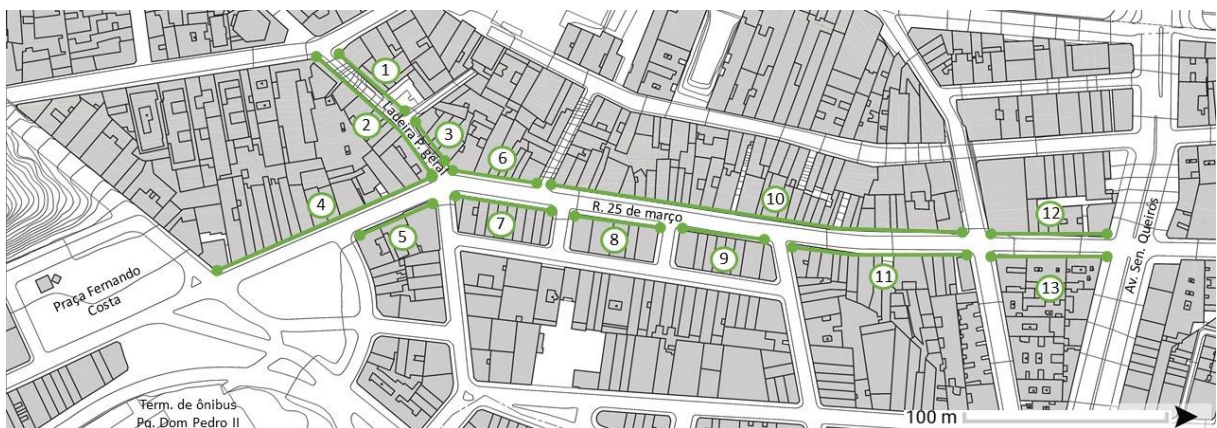 1
2
Ladeira P. geral
3
6
4
5
7
R. 25 de março
8
9
10
11
12
13
Av. Sen. Queirós
Praça Fernando
Costa
Term. de ônibus
Pq. Dom Pedro II
100 m